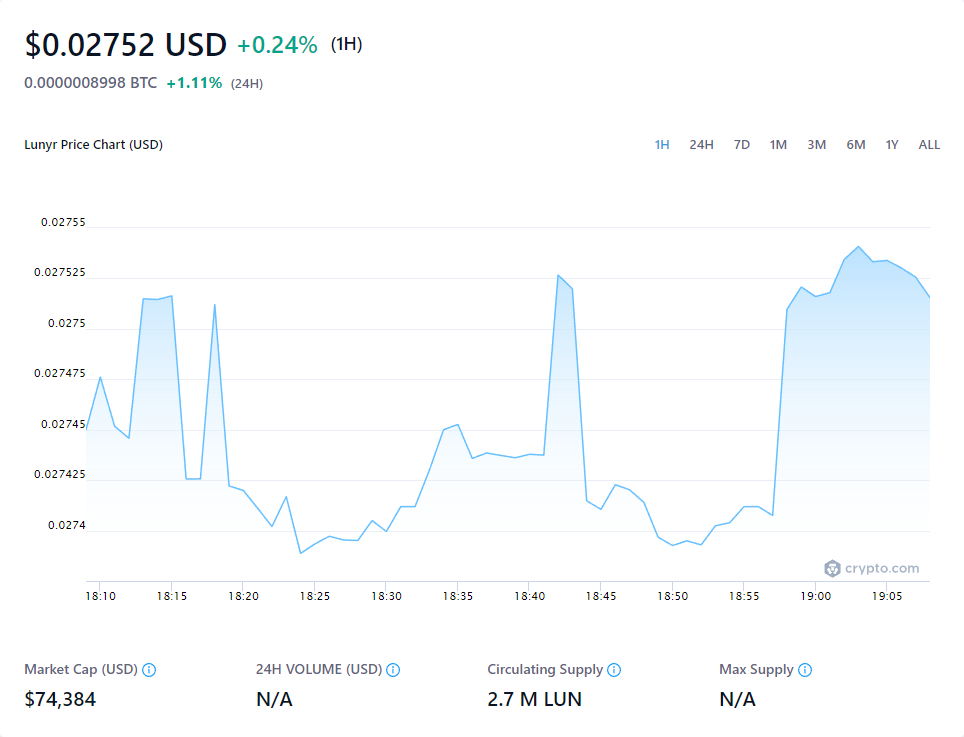 $0.02752 USD +0.24% (1H)
0.0000008998 BTC +1.11% (24H)
Lunyr Price Chart (USD)
1H 24H 7D 1M 3M 6M 1Y ALL
0.02755
0.027525
0.0275
0.027475
0.02745
0.027425
0.0274
crypto.com
18:10 18:15 18:20 18:25 18:30 18:35 18:40 18:45 18:50 18:55 19:00 19:05
Market Cap (USD) 24H VOLUME (USD) Circulating Supply Max Supply
$74,384 N/A 2.7 M LUN N/A